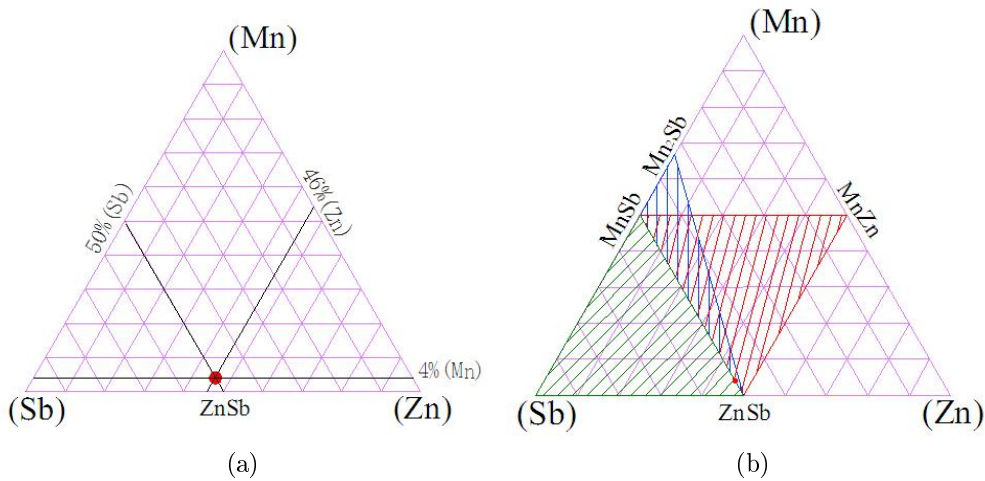 (Mn)
50%(Sb)
46%(Zn)
4%(Mn)
(Sb)
ZnSb
(Zn)
(a)
(Mn)
Mn2Sb
MnSb
MnZn
(Sb)
ZnSb
(Zn)
(b)